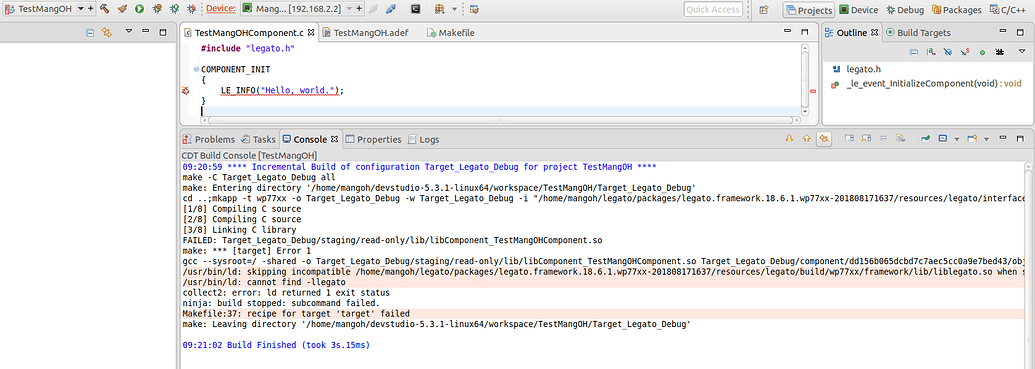 TestMangOH Device: Mang... [192.168.2.2] Quick Access Projects Device Debug Packages C/C++
TestMangOHComponent.c TestMangOH.adef Makefile
#include "legato.h"
COMPONENT_INIT
{
LE_INFO("Hello, world.");
}
Outline Build Targets
legato.h
_le_event_InitializeComponent(void) : void
Problems Tasks Console Properties Logs
CDT Build Console [TestMangOH]
09:20:59 **** Incremental Build of configuration Target_Legato_Debug for project TestMangOH ****
make -C Target_Legato_Debug all
make: Entering directory '/home/mangoh/devstudio-5.3.1-linux64/workspace/TestMangOH/Target_Legato_Debug'
cd ..;mkapp -t wp77xx -o Target_Legato_Debug -w Target_Legato_Debug -i "/home/mangoh/legato/packages/legato.framework.18.6.1.wp77xx-201808171637/resources/legato/interface
[1/8] Compiling C source
[2/8] Compiling C source
[3/8] Linking C library
FAILED: Target_Legato_Debug/staging/read-only/lib/libComponent_TestMangOHComponent.so
make: *** [target] Error 1
gcc --sysroot=/ -shared -o Target_Legato_Debug/staging/read-only/lib/libComponent_TestMangOHComponent.so Target_Legato_Debug/component/dd156b065dcbd7c7aec5cc0a9e7bed43/obj
/usr/bin/ld: skipping incompatible /home/mangoh/legato/packages/legato.framework.18.6.1.wp77xx-201808171637/resources/legato/build/wp77xx/framework/lib/liblegato.so when s
/usr/bin/ld: cannot find -llegato
collect2: error: ld returned 1 exit status
ninja: build stopped: subcommand failed.
Makefile:37: recipe for target 'target' failed
make: Leaving directory '/home/mangoh/devstudio-5.3.1-linux64/workspace/TestMangOH/Target_Legato_Debug'
09:21:02 Build Finished (took 3s.15ms)